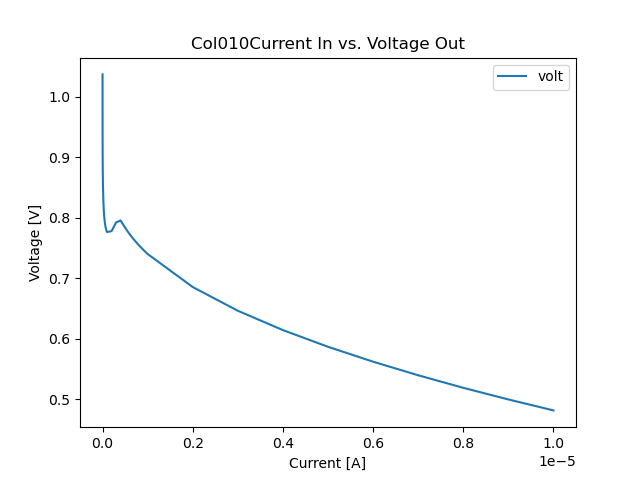 Col010Current In vs. Voltage Out
volt
Voltage [V]
1.0
0.9
0.8
0.7
0.6
0.5
0.0 0.2 0.4 0.6 0.8 1.0
1e−5
Current [A]